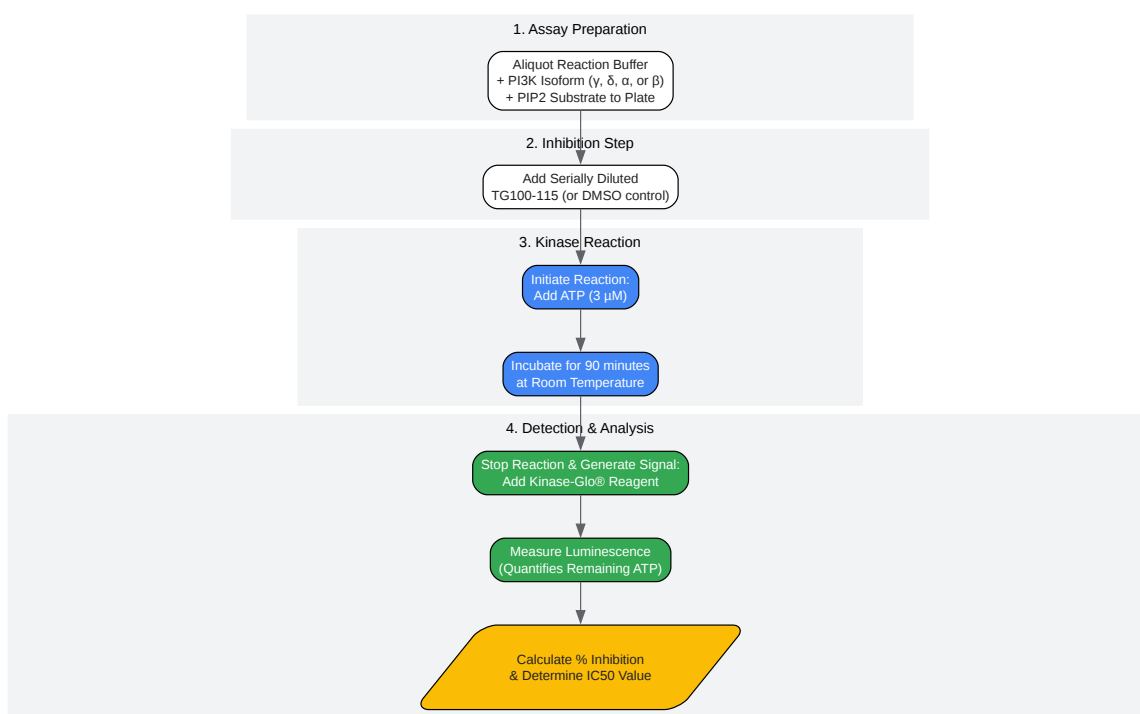 1. Assay Preparation
Aliquot Reaction Buffer
+ PI3K Isoform (γ, δ, α, or β)
+ PIP2 Substrate to Plate
2. Inhibition Step
Add Serially Diluted
TG100-115 (or DMSO control)
3. Kinase Reaction
Initiate Reaction:
Add ATP (3 µM)
Incubate for 90 minutes
at Room Temperature
4. Detection & Analysis
Stop Reaction & Generate Signal:
Add Kinase-Glo® Reagent
Measure Luminescence
(Quantifies Remaining ATP)
Calculate % Inhibition
& Determine IC50 Value